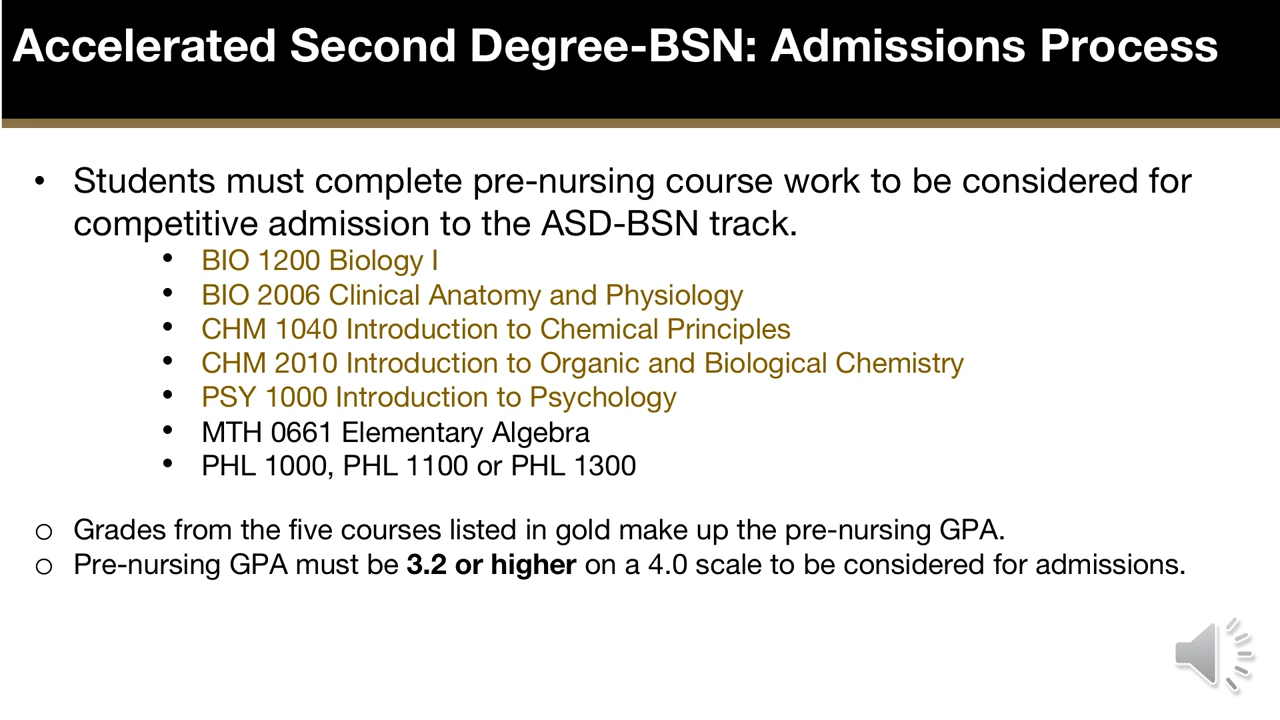 Accelerated Second Degree-BSN: Admissions Process
• Students must complete pre-nursing course work to be considered for
competitive admission to the ASD-BSN track.
• BIO 1200 Biology I
• BIO 2006 Clinical Anatomy and Physiology
• CHM 1040 Introduction to Chemical Principles
• CHM 2010 Introduction to Organic and Biological Chemistry
• PSY 1000 Introduction to Psychology
• MTH 0661 Elementary Algebra
• PHL 1000, PHL 1100 or PHL 1300
○ Grades from the five courses listed in gold make up the pre-nursing GPA.
○ Pre-nursing GPA must be 3.2 or higher on a 4.0 scale to be considered for admissions.